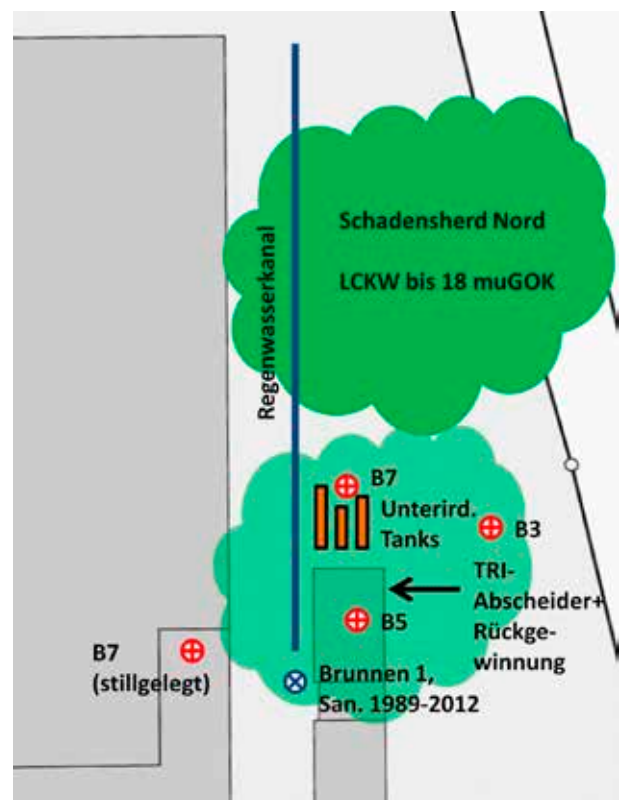 Schadensherd Nord
LCKW bis 18 muGOK
Regenwasserkanal
B7
Unterird.
Tanks
B3
TRI-
Abscheider+
Rückge-
winnung
B5
B7
(stillgelegt)
Brunnen 1,
San. 1989-2012